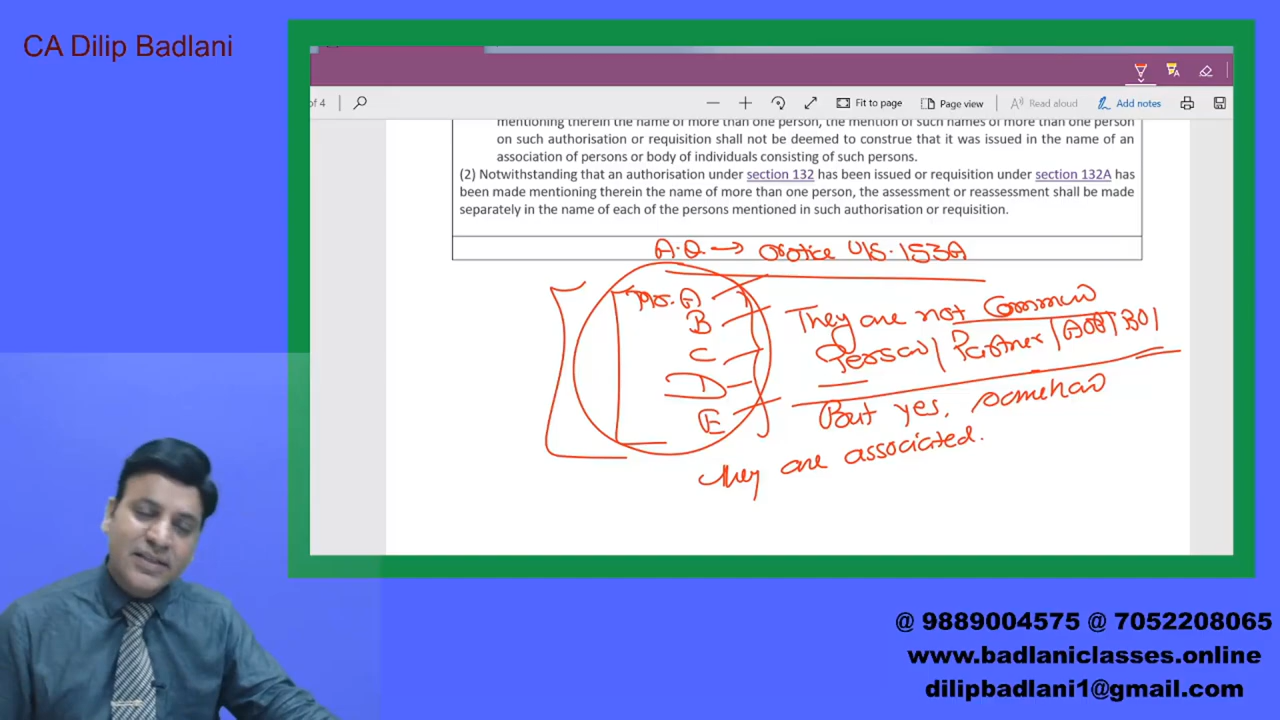 CA Dilip Badlani
of 4
Fit to page
Page view
Read aloud
Add notes
mentioning therein the name of more than one person, the mention of such names of more than one person
on such authorisation or requisition shall not be deemed to construe that it was issued in the name of an
association of persons or body of individuals consisting of such persons.
(2) Notwithstanding that an authorisation under section 132 has been issued or requisition under section 132A has
been made mentioning therein the name of more than one person, the assessment or reassessment shall be made
separately in the name of each of the persons mentioned in such authorisation or requisition.
A.O. → Notice U/S. 153A
Mr. A
B
C
D
E
They are not Common
Person/ Partner/ AOP/ BOI
But yes, somehow
they are associated.
@ 9889004575 @ 7052208065
www.badlaniclasses.online
dilipbadlani1@gmail.com